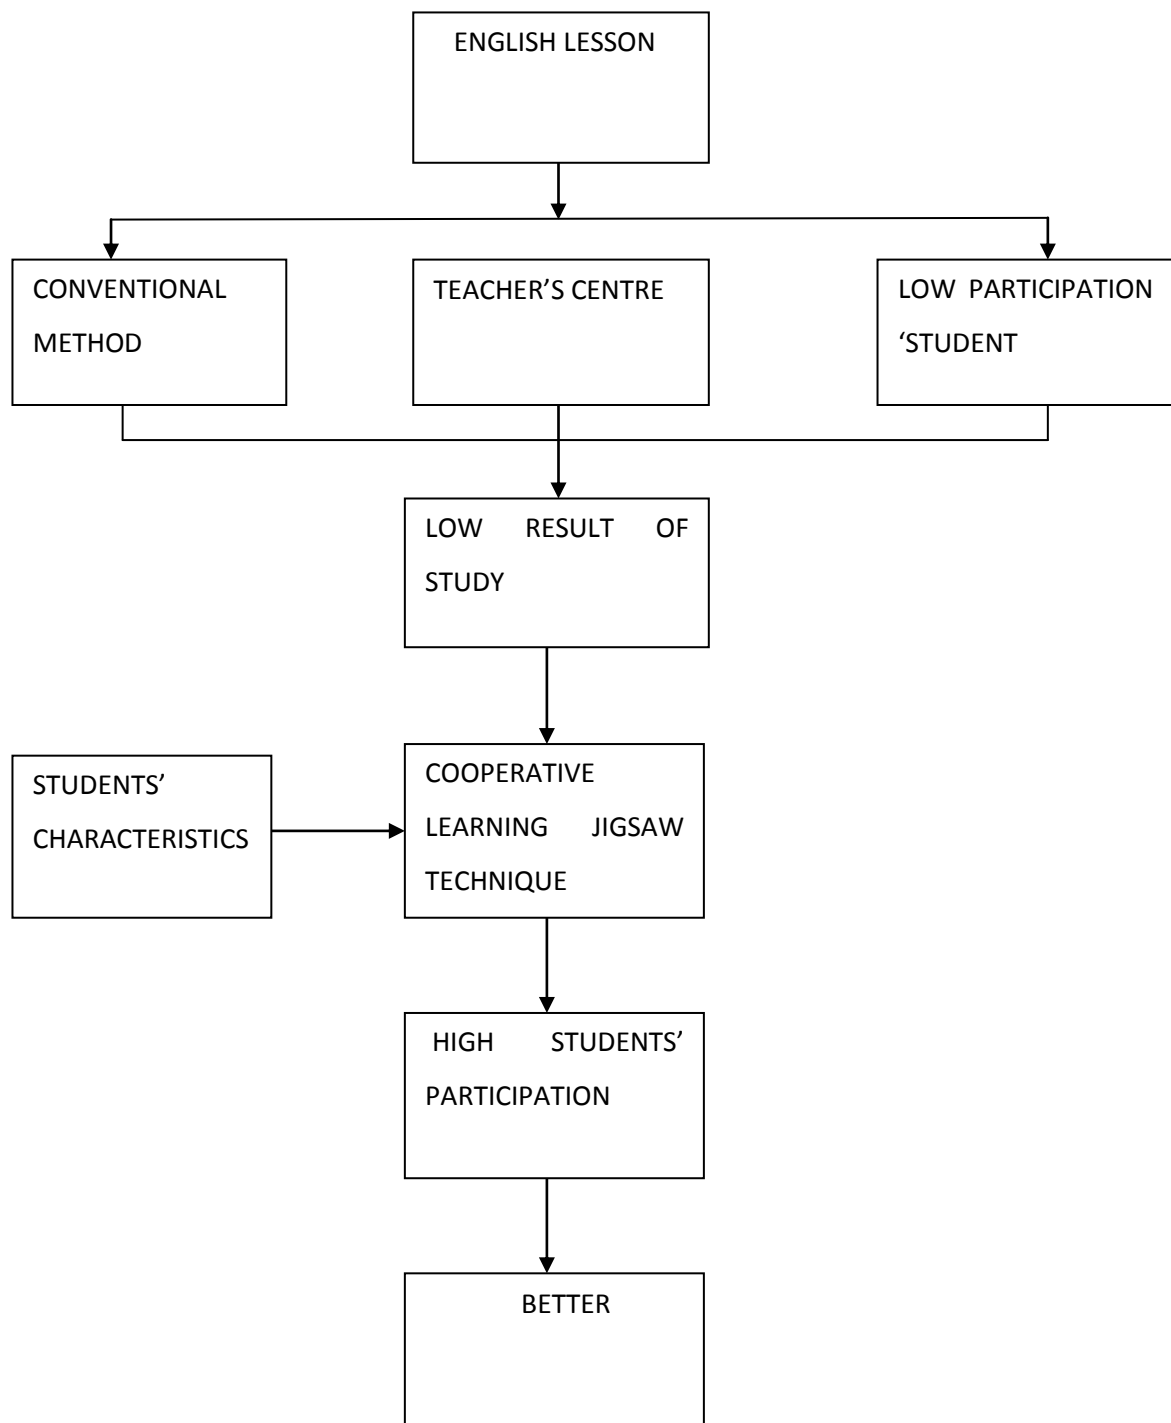 ENGLISH LESSON
CONVENTIONAL
METHOD
TEACHER’S CENTRE
LOW PARTICIPATION
‘STUDENT
LOW RESULT OF
STUDY
STUDENTS’
CHARACTERISTICS
COOPERATIVE
LEARNING JIGSAW
TECHNIQUE
HIGH STUDENTS’
PARTICIPATION
BETTER